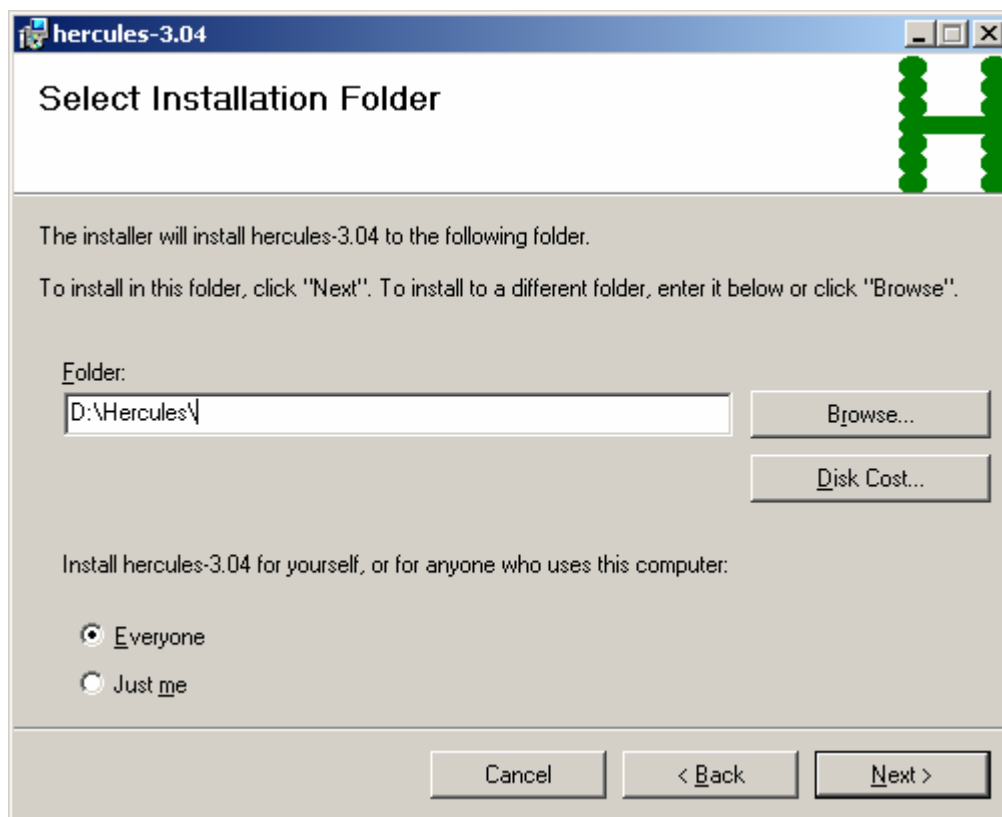 hercules-3.04
Select Installation Folder
H
The installer will install hercules-3.04 to the following folder.
To install in this folder, click "Next". To install to a different folder, enter it below or click "Browse".
Folder:
D:\Hercules\
Browse...
Disk Cost...
Install hercules-3.04 for yourself, or for anyone who uses this computer:
Everyone
Just me
Cancel
< Back
Next >